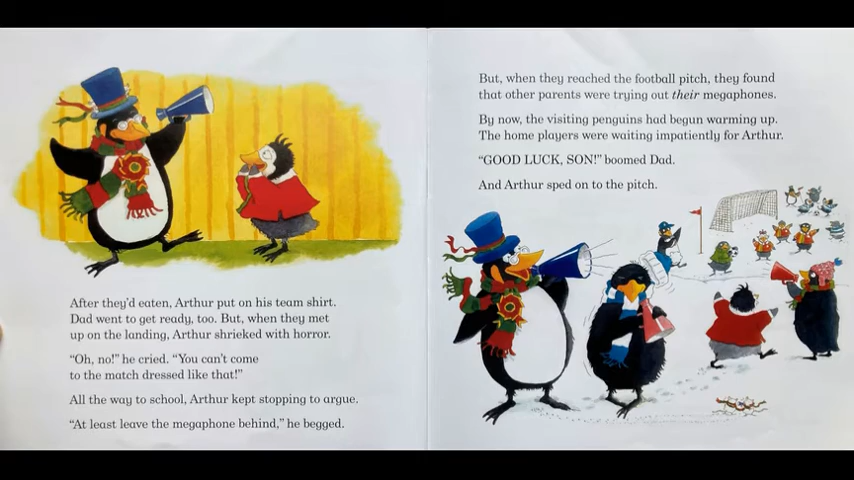 After they'd eaten, Arthur put on his team shirt.
Dad went to get ready, too. But, when they met
up on the landing, Arthur shrieked with horror.
"Oh, no!" he cried. "You can't come
to the match dressed like that!"
All the way to school, Arthur kept stopping to argue.
"At least leave the megaphone behind," he begged.
But, when they reached the football pitch, they found
that other parents were trying out their megaphones.
By now, the visiting penguins had begun warming up.
The home players were waiting impatiently for Arthur.
"GOOD LUCK, SON!" boomed Dad.
And Arthur sped on to the pitch.